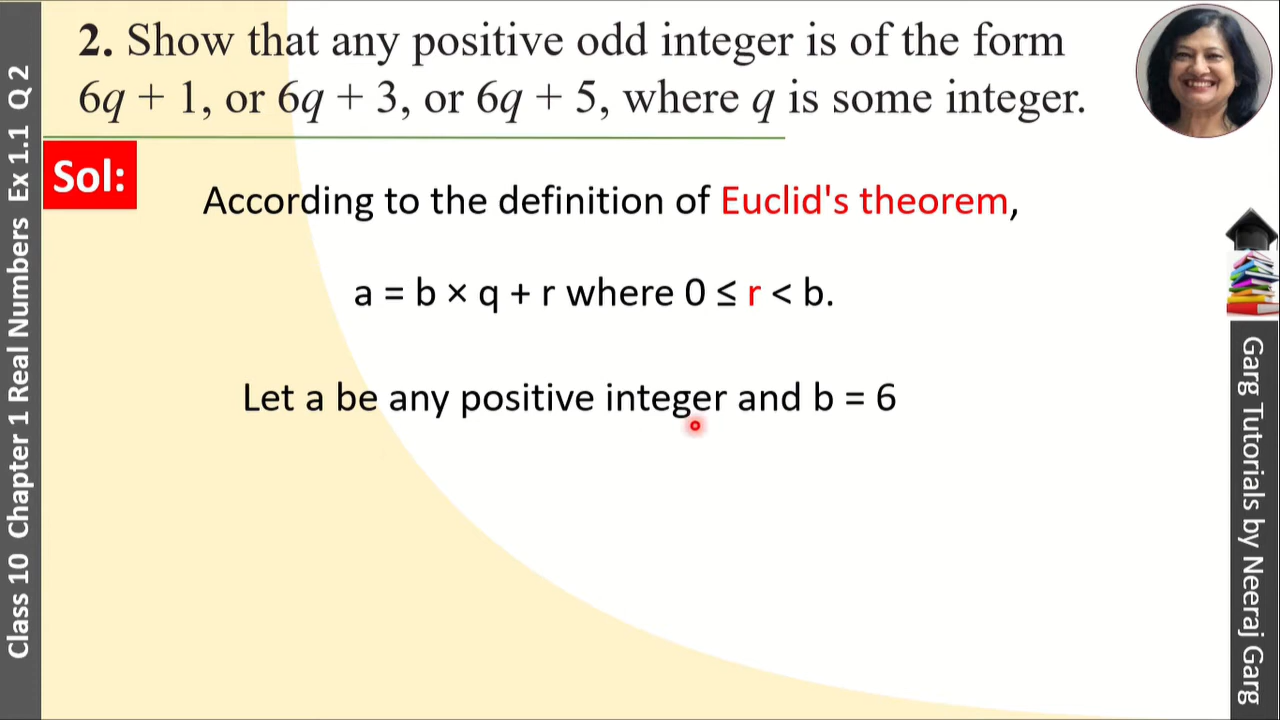 2. Show that any positive odd integer is of the form
6q + 1, or 6q + 3, or 6q + 5, where q is some integer.
Sol:
According to the definition of Euclid's theorem,
a = b × q + r where 0 ≤ r < b.
Let a be any positive integer and b = 6
Class 10 Chapter 1 Real Numbers Ex 1.1 Q 2
Garg Tutorials by Neeraj Garg